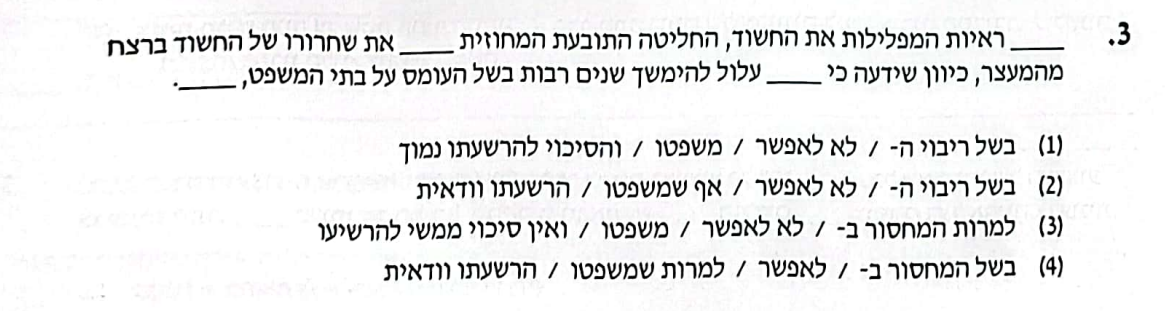 3. ____ ראיות המפלילות את החשוד, החליטה התובעת המחוזית ____ את שחרורו של החשוד ברצח
מהמעצר, כיוון שידעה כי ____ עלול להימשך שנים רבות בשל העומס על בתי המשפט, ____.
(1) בשל ריבוי ה- / לא לאפשר / משפטו / והסיכוי להרשעתו נמוך
(2) בשל ריבוי ה- / לא לאפשר / אף שמשפטו / הרשעתו וודאית
(3) למרות המחסור ב- / לא לאפשר / משפטו / ואין סיכוי ממשי להרשיעו
(4) בשל המחסור ב- / לאפשר / למרות שמשפטו / הרשעתו וודאית